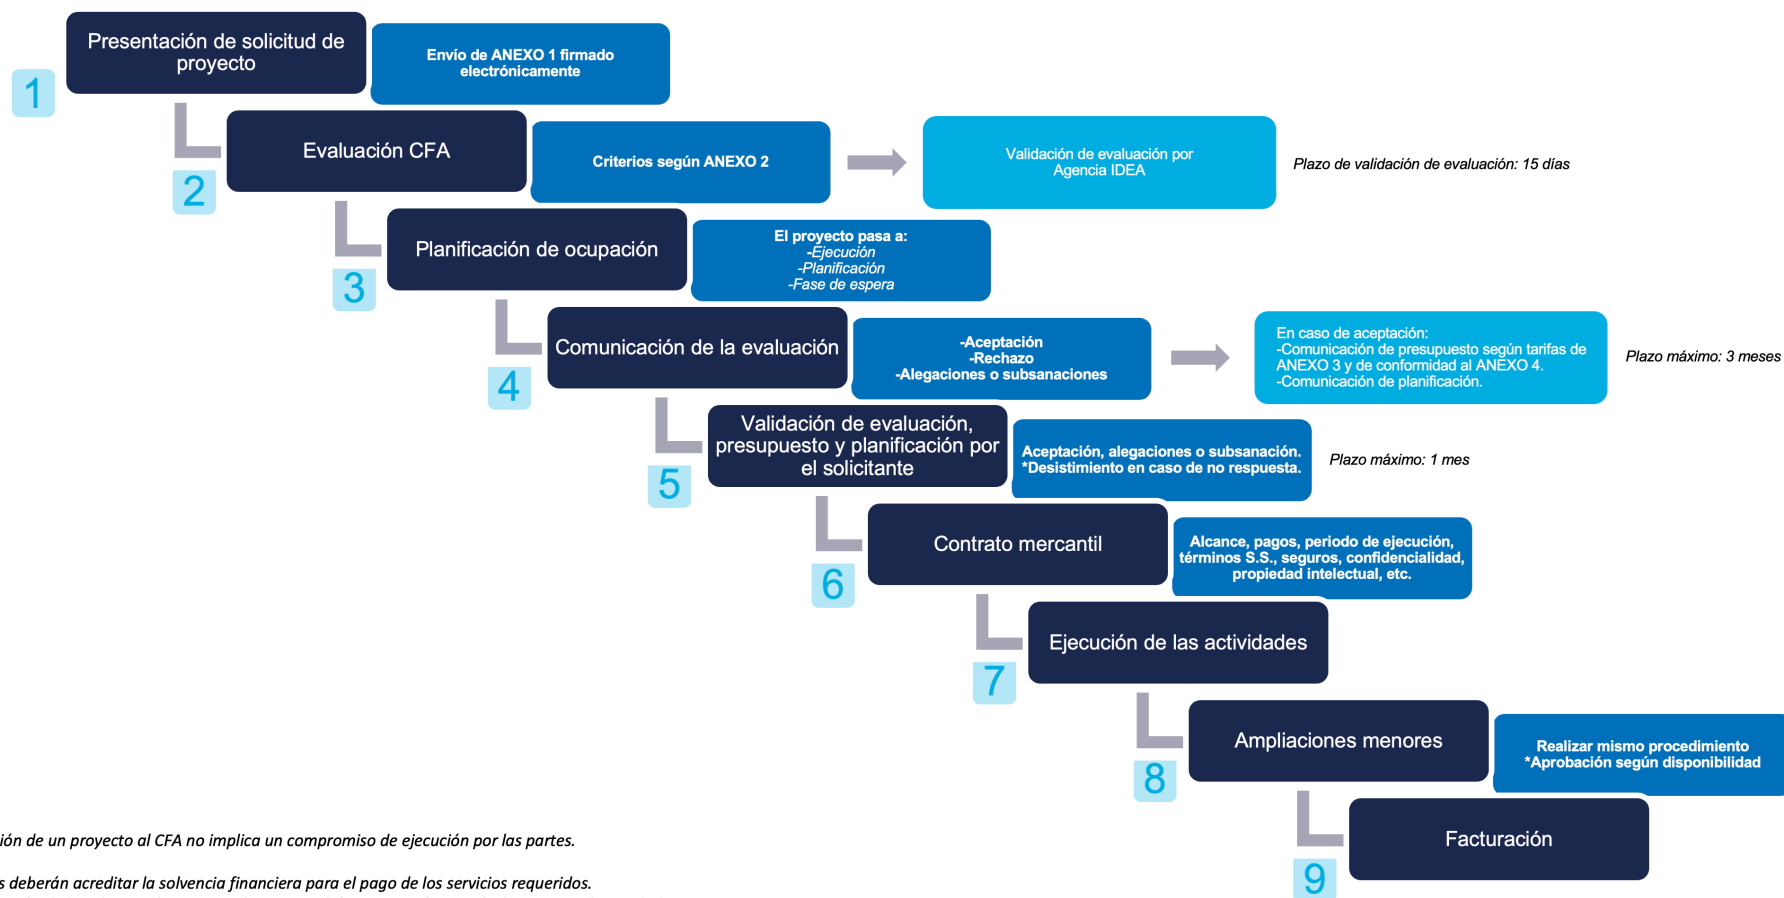 1
Presentación de solicitud de
proyecto
Envío de ANEXO 1 firmado
electrónicamente
2
Evaluación CFA
Criterios según ANEXO 2
Validación de evaluación por
Agencia IDEA
Plazo de validación de evaluación: 15 días
3
Planificación de ocupación
El proyecto pasa a:
-Ejecución
-Planificación
-Fase de espera
4
Comunicación de la evaluación
-Aceptación
-Rechazo
-Alegaciones o subsanaciones
En caso de aceptación:
-Comunicación de presupuesto según tarifas de
ANEXO 3 y de conformidad al ANEXO 4.
-Comunicación de planificación.
Plazo máximo: 3 meses
5
Validación de evaluación,
presupuesto y planificación por
el solicitante
Aceptación, alegaciones o subsanación.
*Desistimiento en caso de no respuesta.
Plazo máximo: 1 mes
6
Contrato mercantil
Alcance, pagos, periodo de ejecución,
términos S.S., seguros, confidencialidad,
propiedad intelectual, etc.
7
Ejecución de las actividades
8
Ampliaciones menores
Realizar mismo procedimiento
*Aprobación según disponibilidad
9
Facturación
ión de un proyecto al CFA no implica un compromiso de ejecución por las partes.
s deberán acreditar la solvencia financiera para el pago de los servicios requeridos.